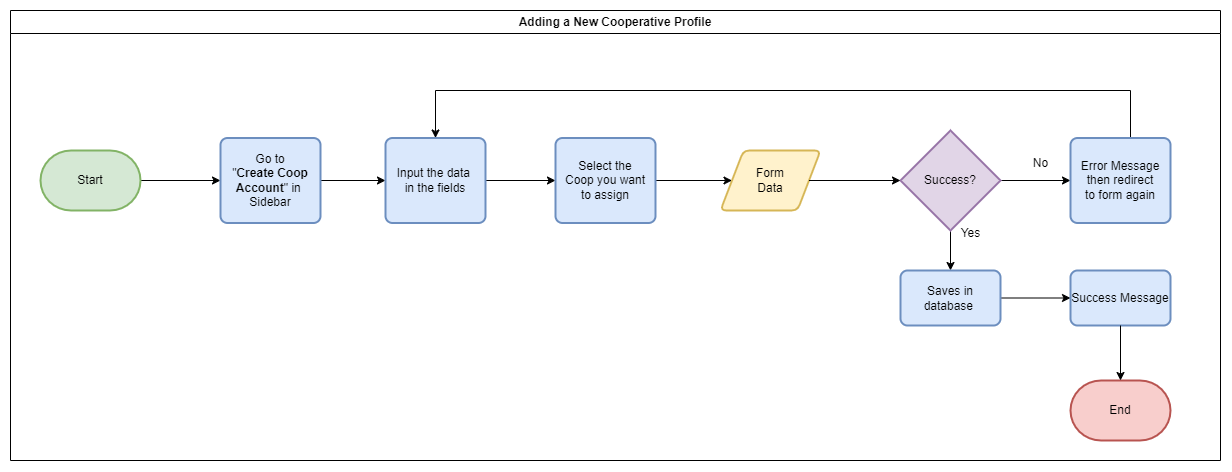 Adding a New Cooperative Profile
Start
Go to
"Create Coop
Account" in
Sidebar
Input the data
in the fields
Select the
Coop you want
to assign
Form
Data
Success?
No
Error Message
then redirect
to form again
Yes
Saves in
database
Success Message
End